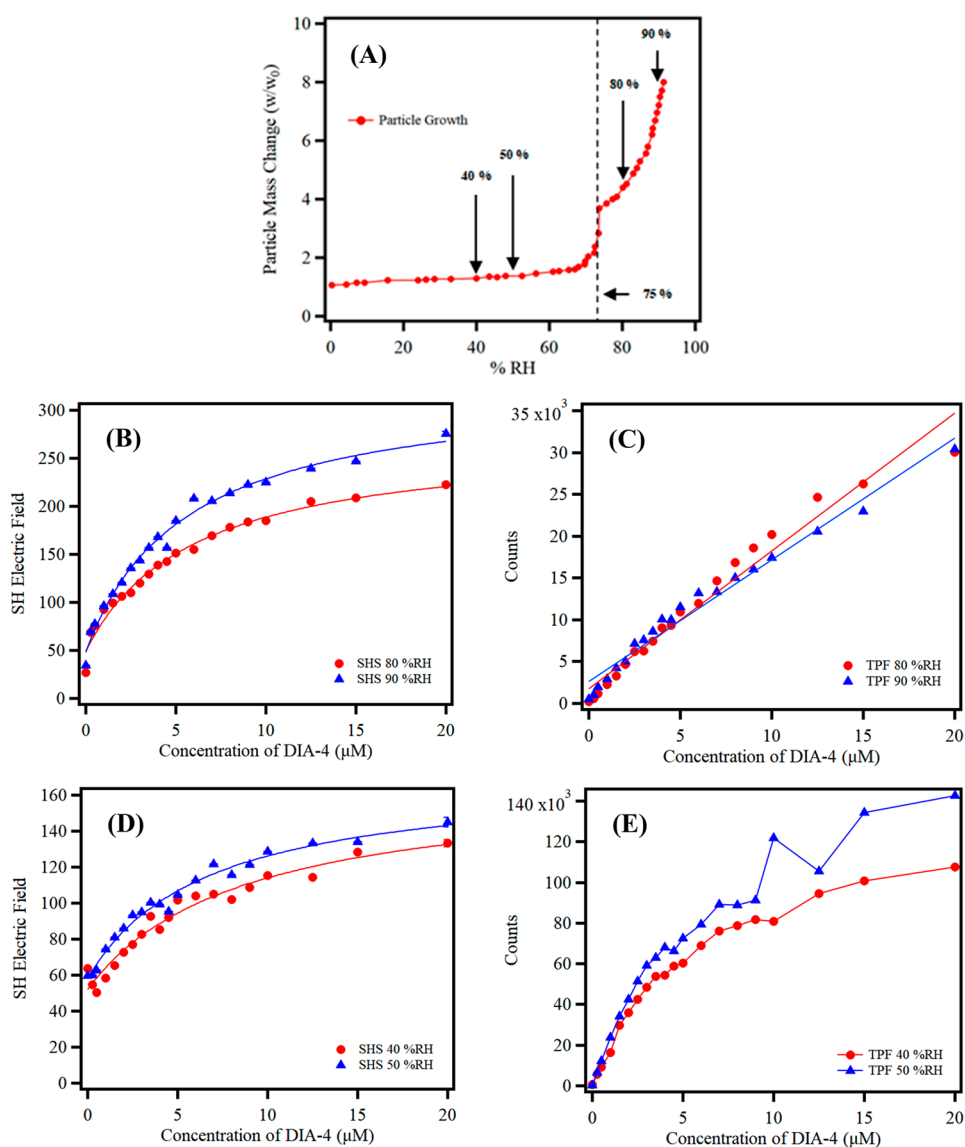 (A)
10
8
6
4
2
0
Particle Mass Change (w/w0)
Particle Growth
40 %
50 %
80 %
90 %
75 %
0 20 40 60 80 100
% RH
(B)
300
250
200
150
100
50
0
SH Electric Field
SHS 80 %RH
SHS 90 %RH
0 5 10 15 20
Concentration of DIA-4 (μM)
(C)
35 x10³
30
25
20
15
10
5
0
Counts
TPF 80 %RH
TPF 90 %RH
0 5 10 15 20
Concentration of DIA-4 (μM)
(D)
160
140
120
100
80
60
40
20
0
SH Electric Field
SHS 40 %RH
SHS 50 %RH
0 5 10 15 20
Concentration of DIA-4 (μM)
(E)
140 x10³
120
100
80
60
40
20
0
Counts
TPF 40 %RH
TPF 50 %RH
0 5 10 15 20
Concentration of DIA-4 (μM)